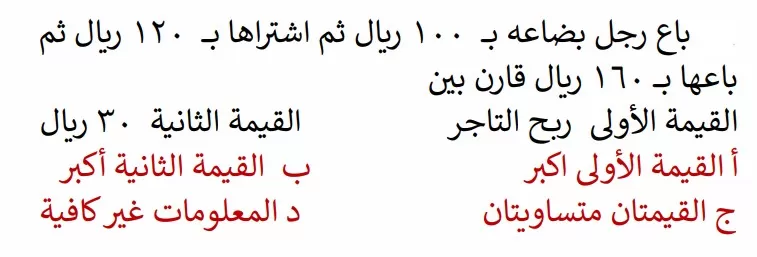 باع رجل بضاعه بـ ١٠٠ ريال ثم اشتراها بـ ١٢٠ ريال ثم
باعها بـ ١٦٠ ريال قارن بين
القيمة الأولى ربح التاجر القيمة الثانية ٣٠ ريال
أ القيمة الأولى اكبر ب القيمة الثانية أكبر
ج القيمتان متساويتان د المعلومات غير كافية